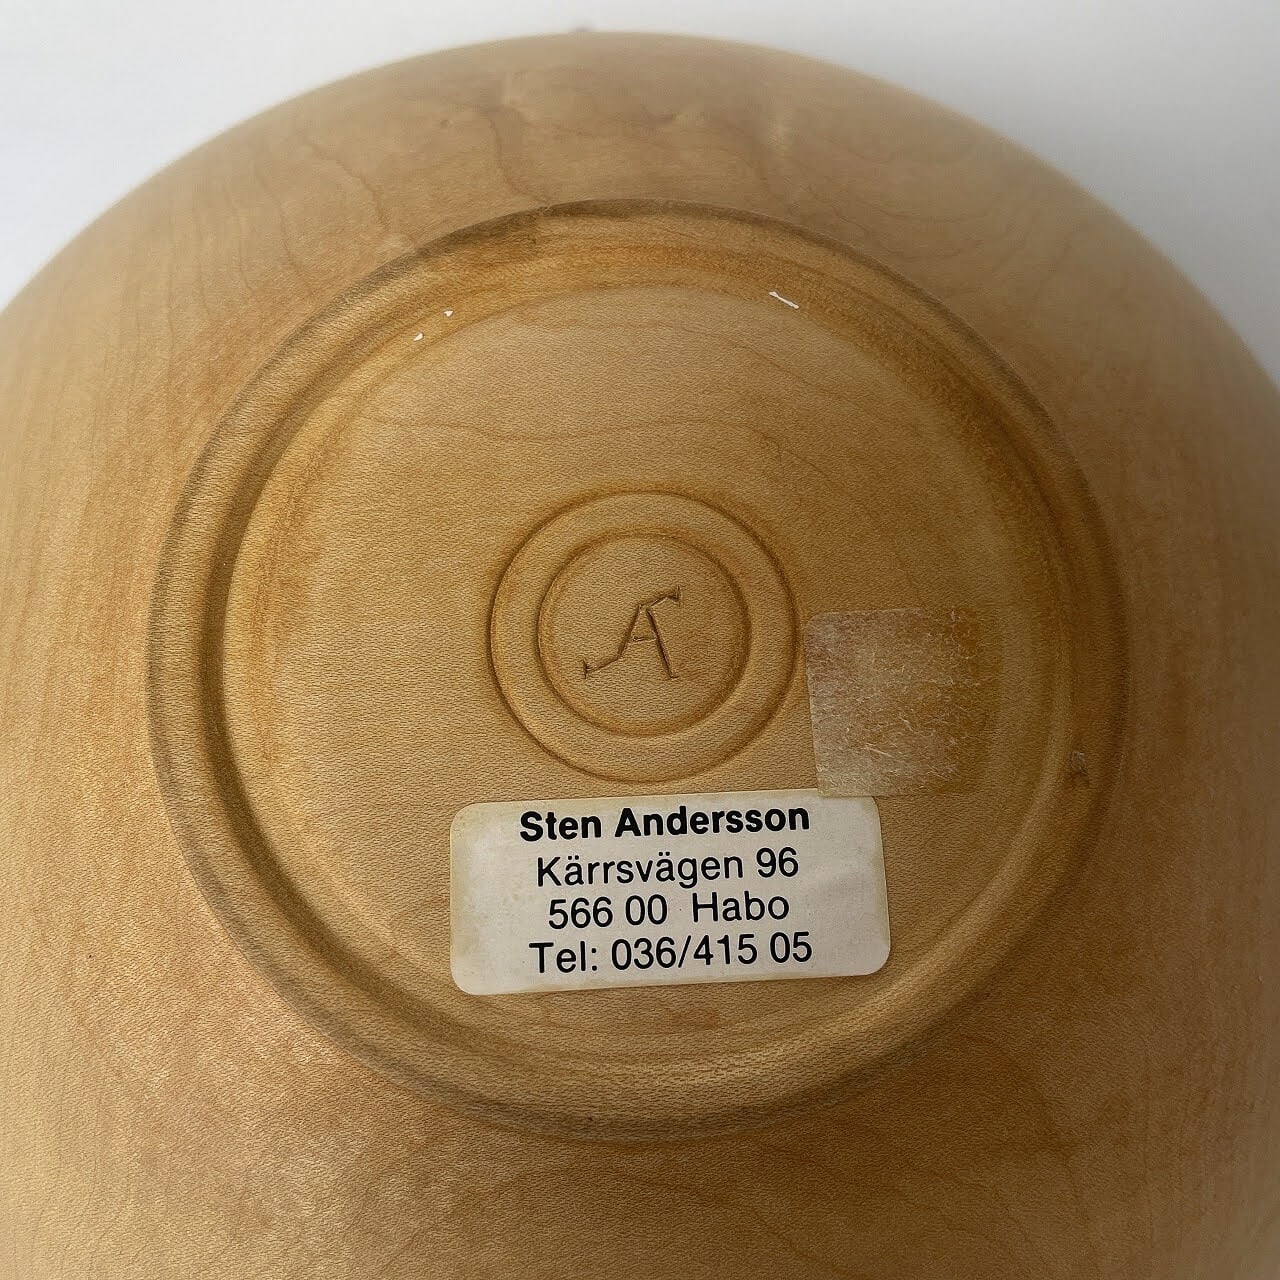 A
Sten Andersson
Kärrsvägen 96
566 00 Habo
Tel: 036/415 05